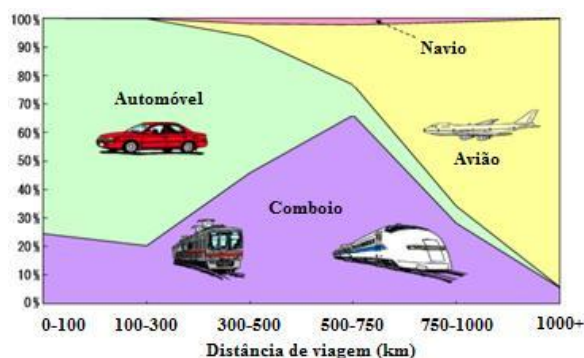 100%
90%
80%
70%
60%
50%
40%
30%
20%
10%
0%
Navio
Automóvel
Avião
Comboio
0-100 100-300 300-500 500-750 750-1000 1000+
Distância de viagem (km)